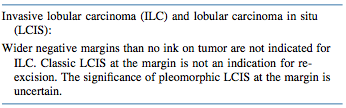 Invasive lobular carcinoma (ILC) and lobular carcinoma in situ
(LCIS):
Wider negative margins than no ink on tumor are not indicated for
ILC. Classic LCIS at the margin is not an indication for re-
excision. The significance of pleomorphic LCIS at the margin is
uncertain.